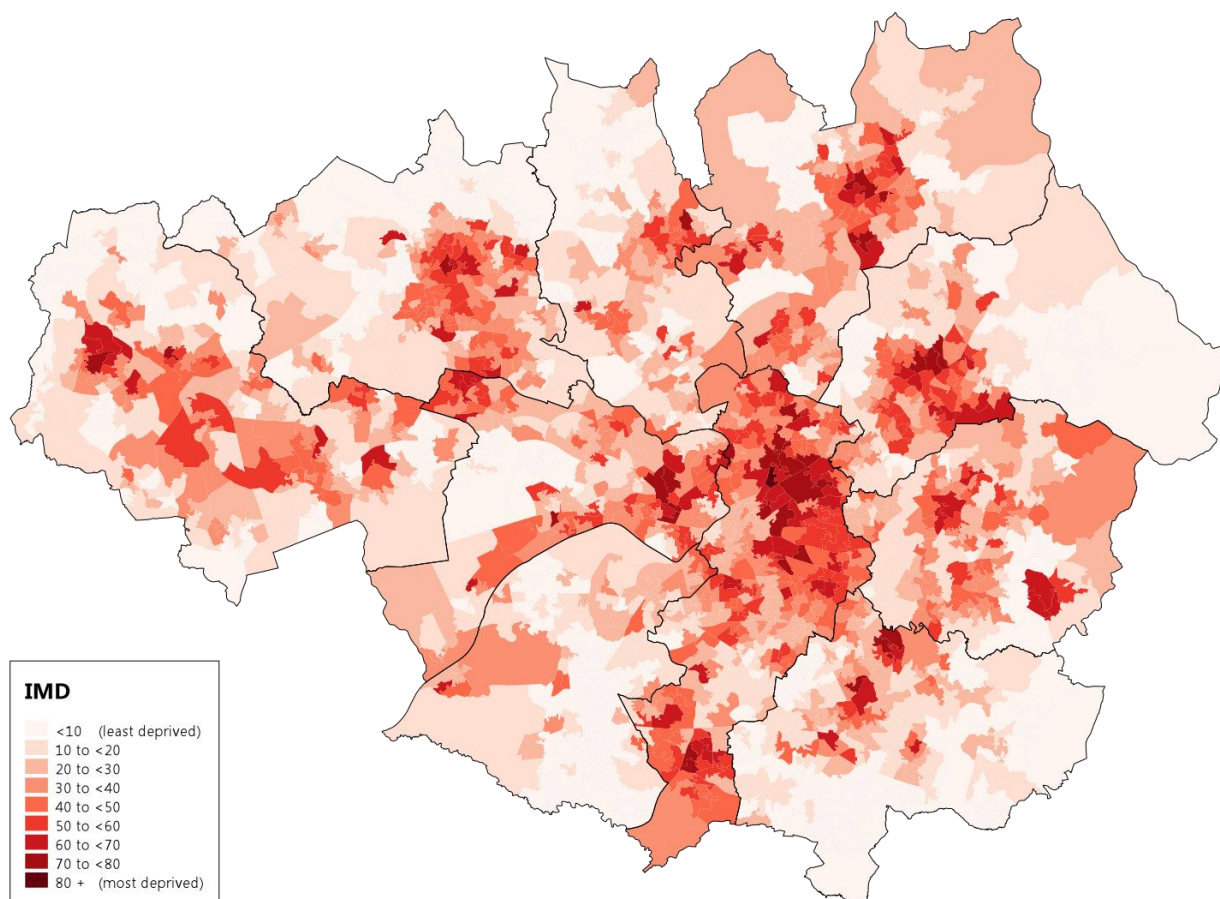 IMD
<10 (least deprived)
10 to <20
20 to <30
30 to <40
40 to <50
50 to <60
60 to <70
70 to <80
80 + (most deprived)